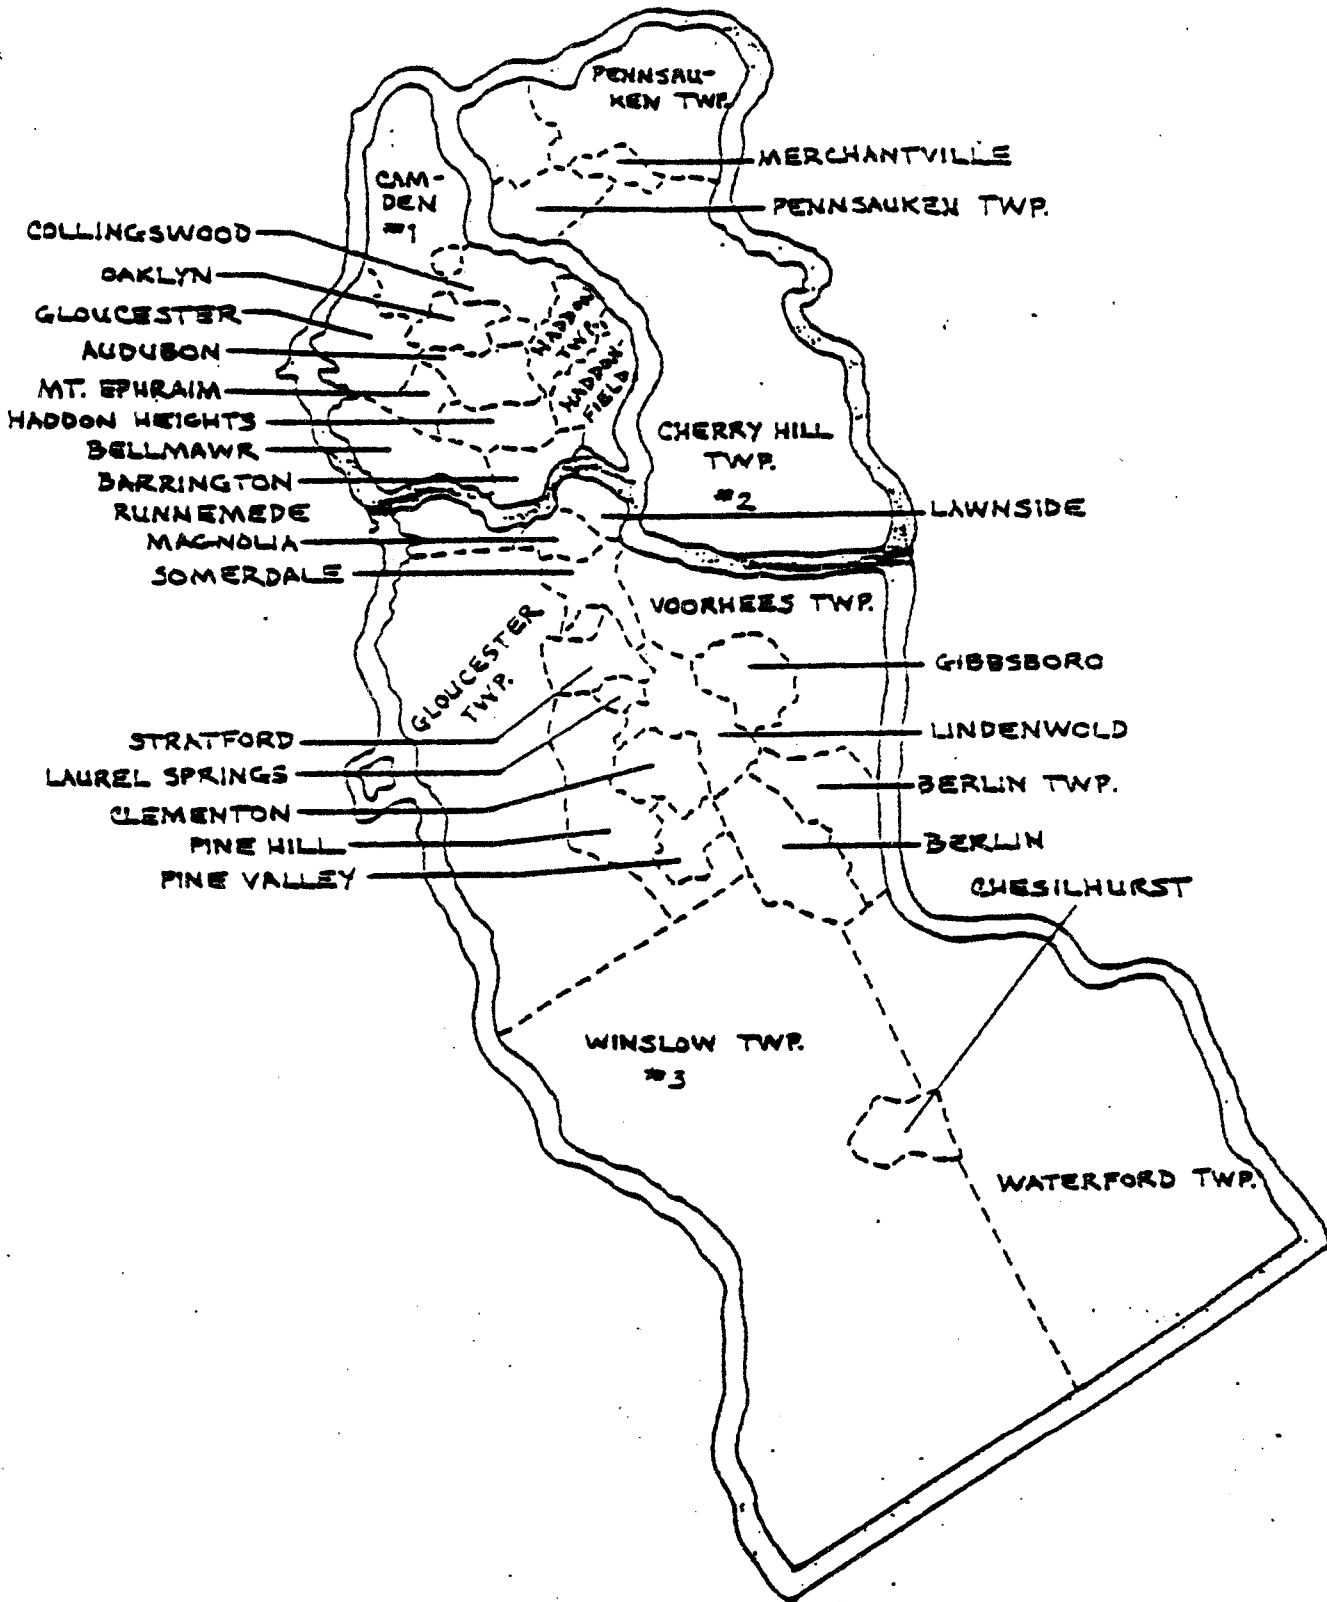 PENNSAU-
KEN TWP.
MERCHANTVILLE
CAM-
DEN
#1
PENNSAUKEN TWP.
COLLINGSWOOD
OAKLYN
GLOUCESTER
AUDUBON
MT. EPHRAIM
HADDON HEIGHTS
BELLMAWR
BARRINGTON
RUNNEMEDE
MAGNOLIA
SOMERDALE
HADDON
TWP.
HADDON-
FIELD
CHERRY HILL
TWP.
#2
LAWNSIDE
VOORHEES TWP.
GLOUCESTER
TWP.
GIBBSBORO
STRATFORD
LINDENWOLD
LAUREL SPRINGS
BERLIN TWP.
CLEMENTON
PINE HILL
BERLIN
PINE VALLEY
CHESILHURST
WINSLOW TWP.
#3
WATERFORD TWP.